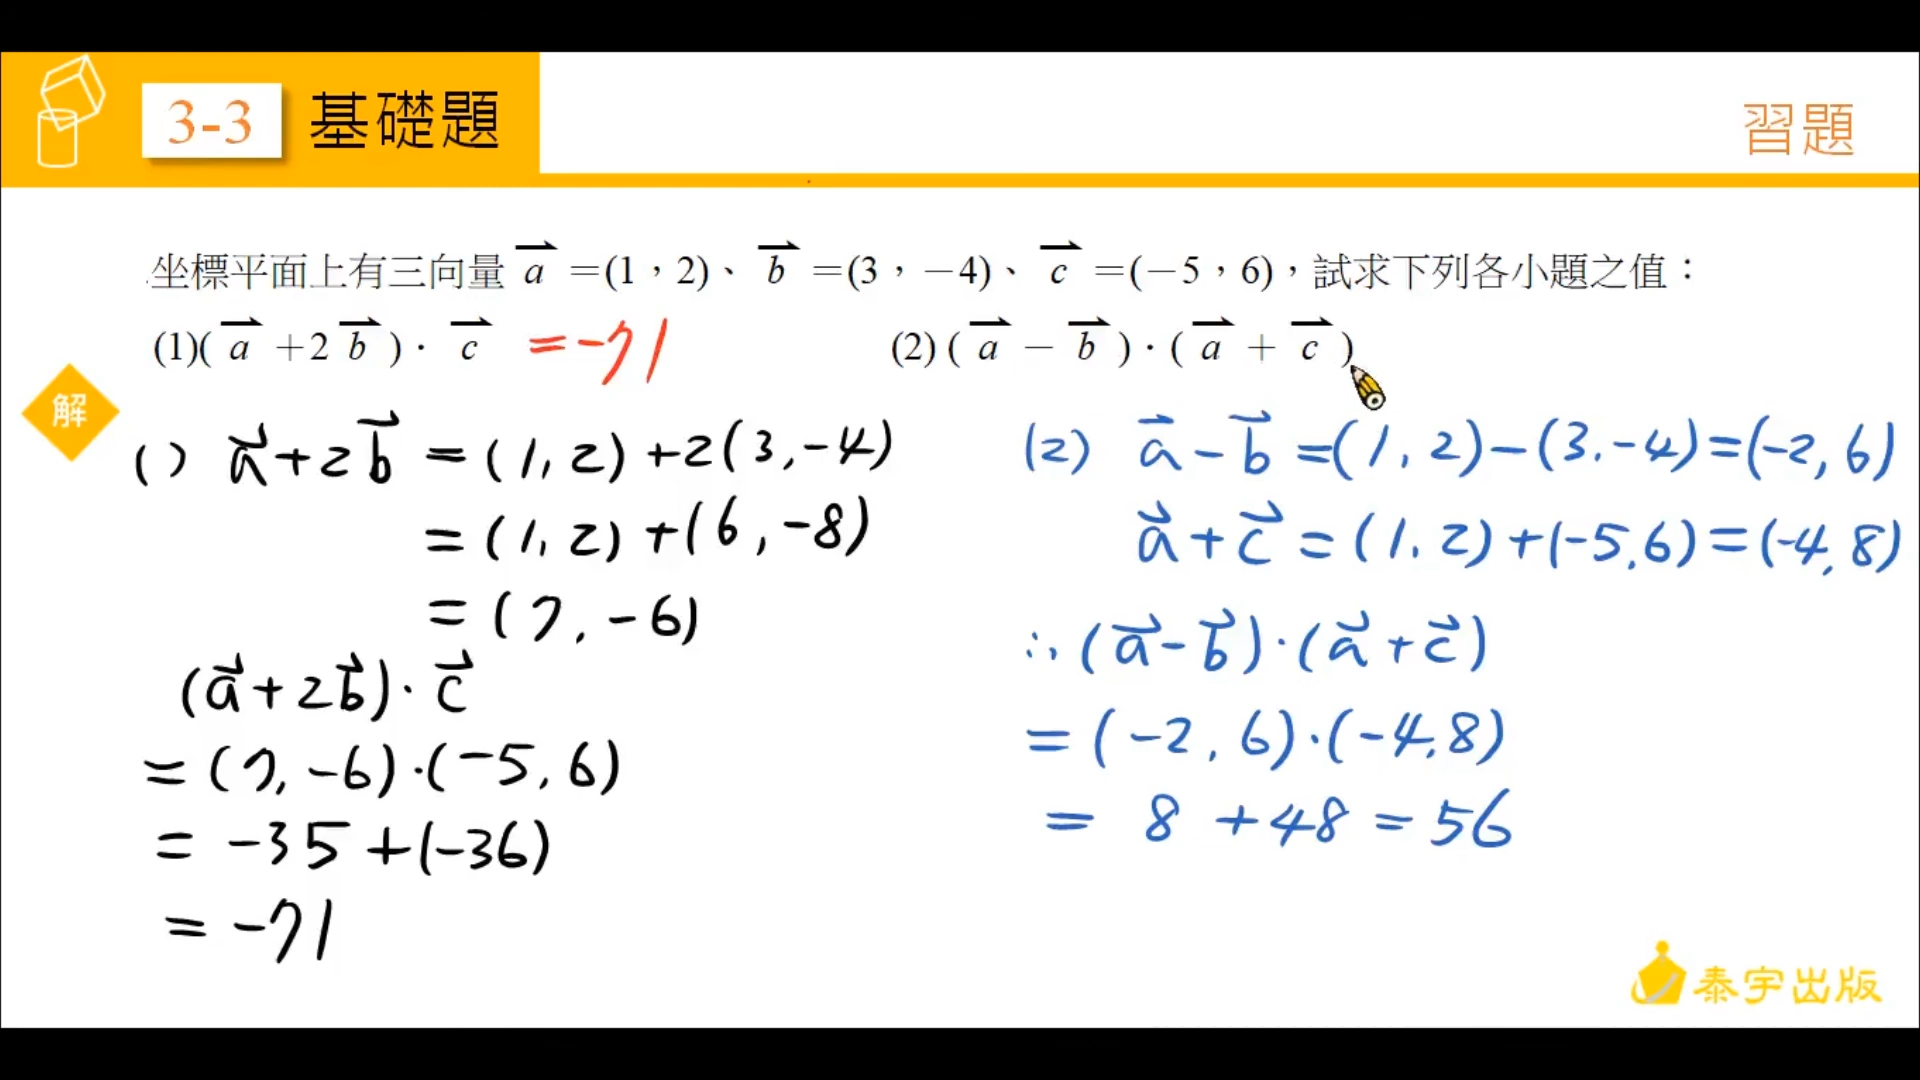 3-3 基礎題
習題
坐標平面上有三向量 a⃗ =(1，2)、 b⃗ =(3，－4)、 c⃗ =(－5，6)，試求下列各小題之值：
(1)( a⃗ +2 b⃗ )· c⃗ =-71
(2) ( a⃗ － b⃗ )·( a⃗ + c⃗ )
解
( ) a⃗+2b⃗ = (1,2)+2(3,-4)
= (1,2)+(6,-8)
= (7,-6)
(a⃗+2b⃗)·c⃗
= (7,-6)·(-5,6)
= -35+(-36)
= -71
(2) a⃗-b⃗=(1,2)-(3.-4)=(-2,6)
a⃗+c⃗=(1.2)+(-5,6)=(-4,8)
∴(a⃗-b⃗)·(a⃗+c⃗)
=(-2,6)·(-4,8)
= 8+48=56
泰宇出版